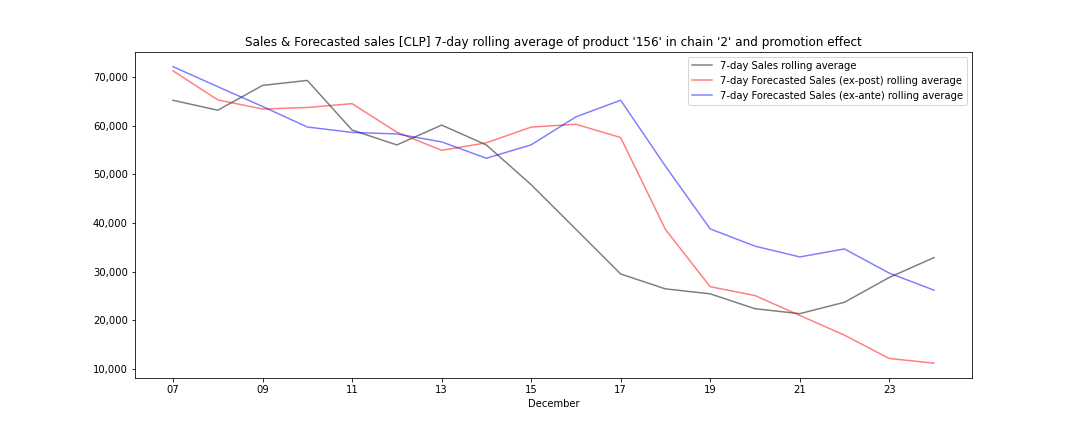 Sales & Forecasted sales [CLP] 7-day rolling average of product '156' in chain '2' and promotion effect
7-day Sales rolling average
7-day Forecasted Sales (ex-post) rolling average
7-day Forecasted Sales (ex-ante) rolling average
70,000
60,000
50,000
40,000
30,000
20,000
10,000
07 09 11 13 15 17 19 21 23
December